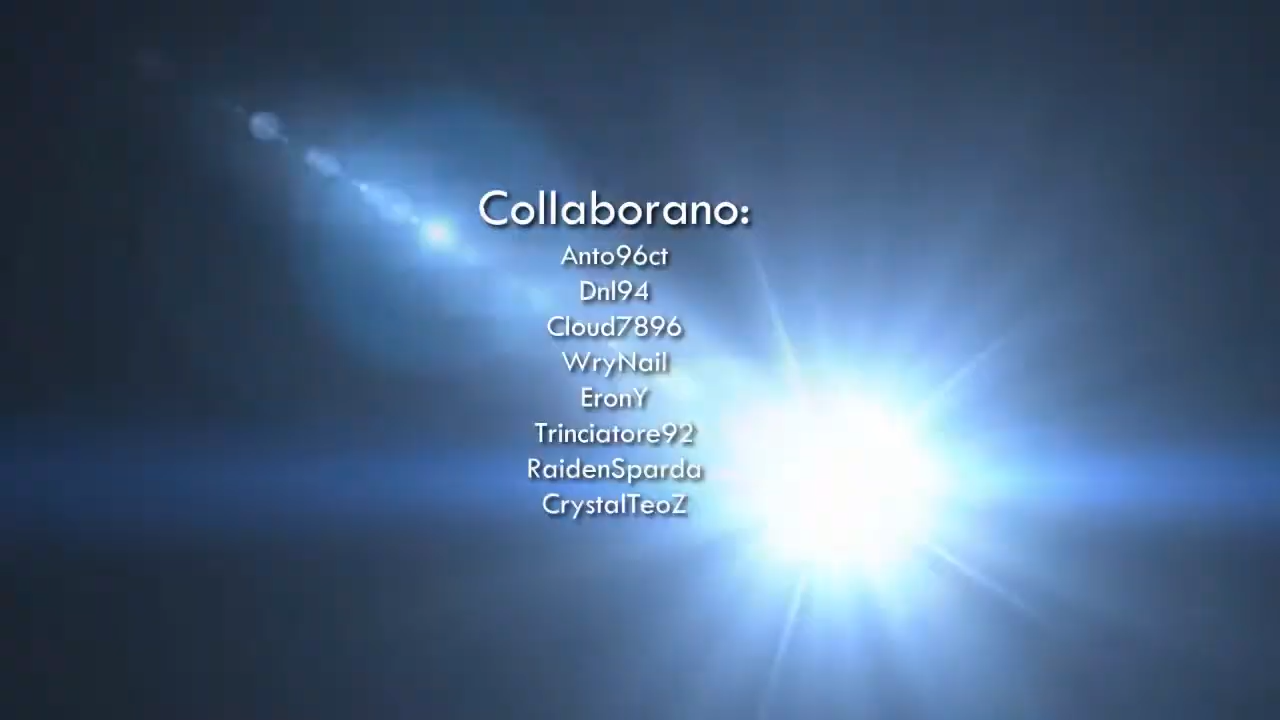 Collaborano:
Anto96ct
Dnl94
Cloud7896
WryNail
EronY
Trinciatore92
RaidenSparda
CrystalTeoZ